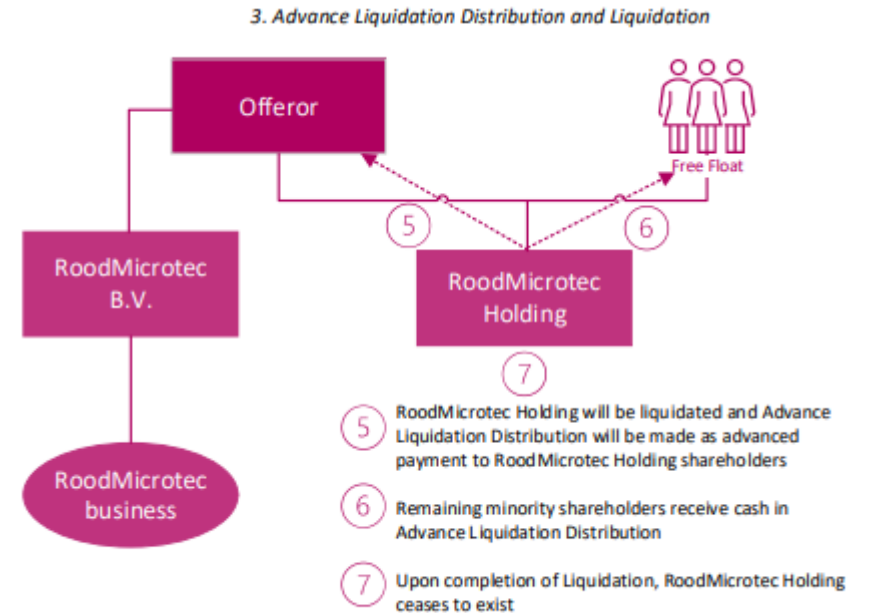 3. Advance Liquidation Distribution and Liquidation
Offeror
Free Float
5
6
RoodMicrotec
B.V.
RoodMicrotec
Holding
7
RoodMicrotec
business
5
RoodMicrotec Holding will be liquidated and Advance
Liquidation Distribution will be made as advanced
payment to RoodMicrotec Holding shareholders
6
Remaining minority shareholders receive cash in
Advance Liquidation Distribution
7
Upon completion of Liquidation, RoodMicrotec Holding
ceases to exist